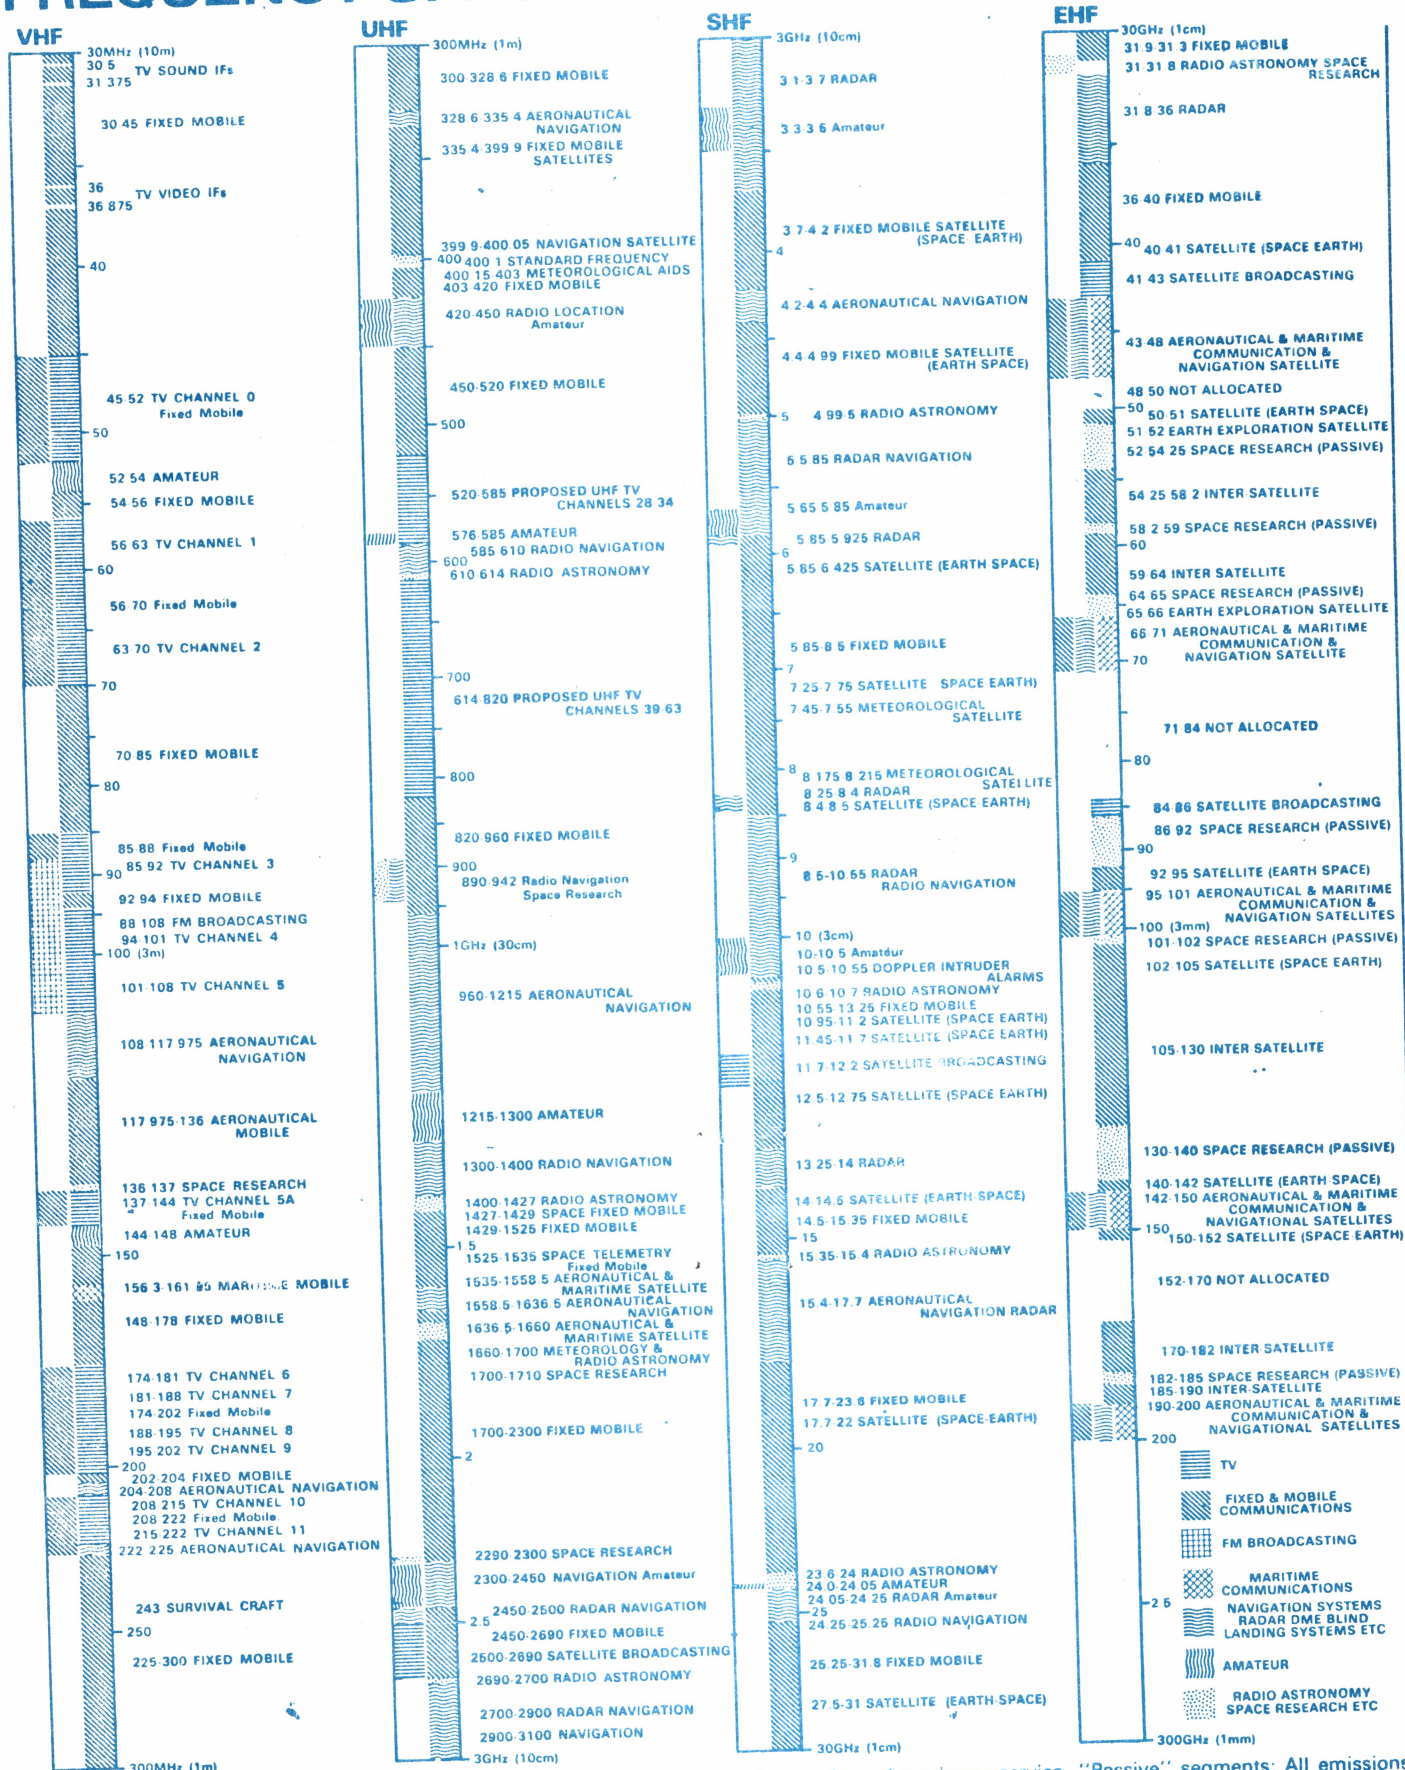 VHF
30MHz (10m)
30 5
TV SOUND IFs
31 375
30 45 FIXED MOBILE
36
TV VIDEO IFs
36 875
40
45 52 TV CHANNEL 0
Fixed Mobile
50
52 54 AMATEUR
54 56 FIXED MOBILE
56 63 TV CHANNEL 1
60
56 70 Fixed Mobile
63 70 TV CHANNEL 2
70
70 85 FIXED MOBILE
80
85 88 Fixed Mobile
85 92 TV CHANNEL 3
90
92 94 FIXED MOBILE
88 108 FM BROADCASTING
94 101 TV CHANNEL 4
100 (3m)
101 108 TV CHANNEL 5
108 117 975 AERONAUTICAL
NAVIGATION
117 975-136 AERONAUTICAL
MOBILE
136 137 SPACE RESEARCH
137 144 TV CHANNEL 5A
Fixed Mobile
144 148 AMATEUR
150
156 3-161 MOBILE
148-178 FIXED MOBILE
174-181 TV CHANNEL 6
181-188 TV CHANNEL 7
174-202 Fixed Mobile
188-195 TV CHANNEL 8
195 202 TV CHANNEL 9
200
202-204 FIXED MOBILE
204-208 AERONAUTICAL NAVIGATION
208 215 TV CHANNEL 10
208 222 Fixed Mobile
215 222 TV CHANNEL 11
222 225 AERONAUTICAL NAVIGATION
243 SURVIVAL CRAFT
250
225-300 FIXED MOBILE
300MHz (1m)
UHF
300MHz (1m)
300-328 6 FIXED MOBILE
328 6-335 4 AERONAUTICAL
NAVIGATION
335 4-399 9 FIXED MOBILE
SATELLITES
399 9-400 05 NAVIGATION SATELLITE
400
400 1 STANDARD FREQUENCY
400 15 403 METEOROLOGICAL AIDS
403 420 FIXED MOBILE
420-450 RADIO LOCATION
Amateur
450-520 FIXED MOBILE
500
520-585 PROPOSED UHF TV
CHANNELS 28 34
576 585 AMATEUR
585 610 RADIO NAVIGATION
600
610 614 RADIO ASTRONOMY
700
614-820 PROPOSED UHF TV
CHANNELS 39 63
800
820-960 FIXED MOBILE
900
890-942 Radio Navigation
Space Research
1GHz (30cm)
960-1215 AERONAUTICAL
NAVIGATION
1215-1300 AMATEUR
1300-1400 RADIO NAVIGATION
1400-1427 RADIO ASTRONOMY
1427-1429 SPACE FIXED MOBILE
1429-1525 FIXED MOBILE
1.5
1525-1535 SPACE TELEMETRY
Fixed Mobile
1535-1558 5 AERONAUTICAL &
MARITIME SATELLITE
1558.5-1636.5 AERONAUTICAL
NAVIGATION
1636.5-1660 AERONAUTICAL &
MARITIME SATELLITE
1660-1700 METEOROLOGY &
RADIO ASTRONOMY
1700-1710 SPACE RESEARCH
1700-2300 FIXED MOBILE
2
2290-2300 SPACE RESEARCH
2300-2450 NAVIGATION Amateur
2450-2500 RADAR NAVIGATION
2.5
2450-2690 FIXED MOBILE
2500-2690 SATELLITE BROADCASTING
2690-2700 RADIO ASTRONOMY
2700-2900 RADAR NAVIGATION
2900-3100 NAVIGATION
3GHz (10cm)
SHF
3GHz (10cm)
3 1-3 7 RADAR
3 3 3 6 Amateur
3 7-4 2 FIXED MOBILE SATELLITE
(SPACE EARTH)
4
4.2-4 4 AERONAUTICAL NAVIGATION
4.4-4 99 FIXED MOBILE SATELLITE
(EARTH SPACE)
5
4 99-5 RADIO ASTRONOMY
5 5 85 RADAR NAVIGATION
5 65 5 85 Amateur
5 85 5 925 RADAR
6
5 85 6 425 SATELLITE (EARTH SPACE)
5 85-8 5 FIXED MOBILE
7
7 25-7 75 SATELLITE SPACE EARTH)
7 45-7 55 METEOROLOGICAL
SATELLITE
8
8 175-8 215 METEOROLOGICAL
SATELLITE
8 25 8 4 RADAR
8 4 8 5 SATELLITE (SPACE EARTH)
9
8 5-10 55 RADAR
RADIO NAVIGATION
10 (3cm)
10-10 5 Amateur
10 5-10 55 DOPPLER INTRUDER
ALARMS
10 6-10 7 RADIO ASTRONOMY
10 55-13 25 FIXED MOBILE
10 95-11 2 SATELLITE (SPACE EARTH)
11.45-11 7 SATELLITE (SPACE EARTH)
11.7-12.2 SATELLITE BROADCASTING
12.5-12.75 SATELLITE (SPACE EARTH)
13.25-14 RADAR
14 14.5 SATELLITE (EARTH-SPACE)
14.5-15.35 FIXED MOBILE
15
15.35-15.4 RADIO ASTRONOMY
15.4-17.7 AERONAUTICAL
NAVIGATION RADAR
17.7-23.6 FIXED MOBILE
17.7-22 SATELLITE (SPACE-EARTH)
20
23.6 24 RADIO ASTRONOMY
24.0-24 05 AMATEUR
24 05-24 25 RADAR Amateur
25
24.25-25.25 RADIO NAVIGATION
25.25-31.8 FIXED MOBILE
27.5-31 SATELLITE (EARTH-SPACE)
30GHz (1cm)
EHF
30GHz (1cm)
31.9-31 3 FIXED MOBILE
31-31 8 RADIO ASTRONOMY SPACE
RESEARCH
31 8 36 RADAR
36 40 FIXED MOBILE
40
40 41 SATELLITE (SPACE EARTH)
41 43 SATELLITE BROADCASTING
43-48 AERONAUTICAL & MARITIME
COMMUNICATION &
NAVIGATION SATELLITE
48 50 NOT ALLOCATED
50
50 51 SATELLITE (EARTH SPACE)
51 52 EARTH EXPLORATION SATELLITE
52-54 25 SPACE RESEARCH (PASSIVE)
54 25 58 2 INTER SATELLITE
58 2 59 SPACE RESEARCH (PASSIVE)
60
59 64 INTER SATELLITE
64 65 SPACE RESEARCH (PASSIVE)
65 66 EARTH EXPLORATION SATELLITE
66-71 AERONAUTICAL & MARITIME
COMMUNICATION &
NAVIGATION SATELLITE
70
71 84 NOT ALLOCATED
80
84-86 SATELLITE BROADCASTING
86 92 SPACE RESEARCH (PASSIVE)
90
92 95 SATELLITE (EARTH SPACE)
95-101 AERONAUTICAL & MARITIME
COMMUNICATION &
NAVIGATION SATELLITES
100 (3mm)
101-102 SPACE RESEARCH (PASSIVE)
102-105 SATELLITE (SPACE EARTH)
105-130 INTER SATELLITE
130-140 SPACE RESEARCH (PASSIVE)
140-142 SATELLITE (EARTH SPACE)
142-150 AERONAUTICAL & MARITIME
COMMUNICATION &
NAVIGATIONAL SATELLITES
150
150-152 SATELLITE (SPACE-EARTH)
152-170 NOT ALLOCATED
170-182 INTER-SATELLITE
182-185 SPACE RESEARCH (PASSIVE)
185-190 INTER-SATELLITE
190-200 AERONAUTICAL & MARITIME
COMMUNICATION &
NAVIGATIONAL SATELLITES
200
TV
FIXED & MOBILE
COMMUNICATIONS
FM BROADCASTING
MARITIME
COMMUNICATIONS
2 5
NAVIGATION SYSTEMS
RADAR DME BLIND
LANDING SYSTEMS ETC
AMATEUR
RADIO ASTRONOMY
SPACE RESEARCH ETC
300GHz (1mm)
service. "Passive" segments: All emissions